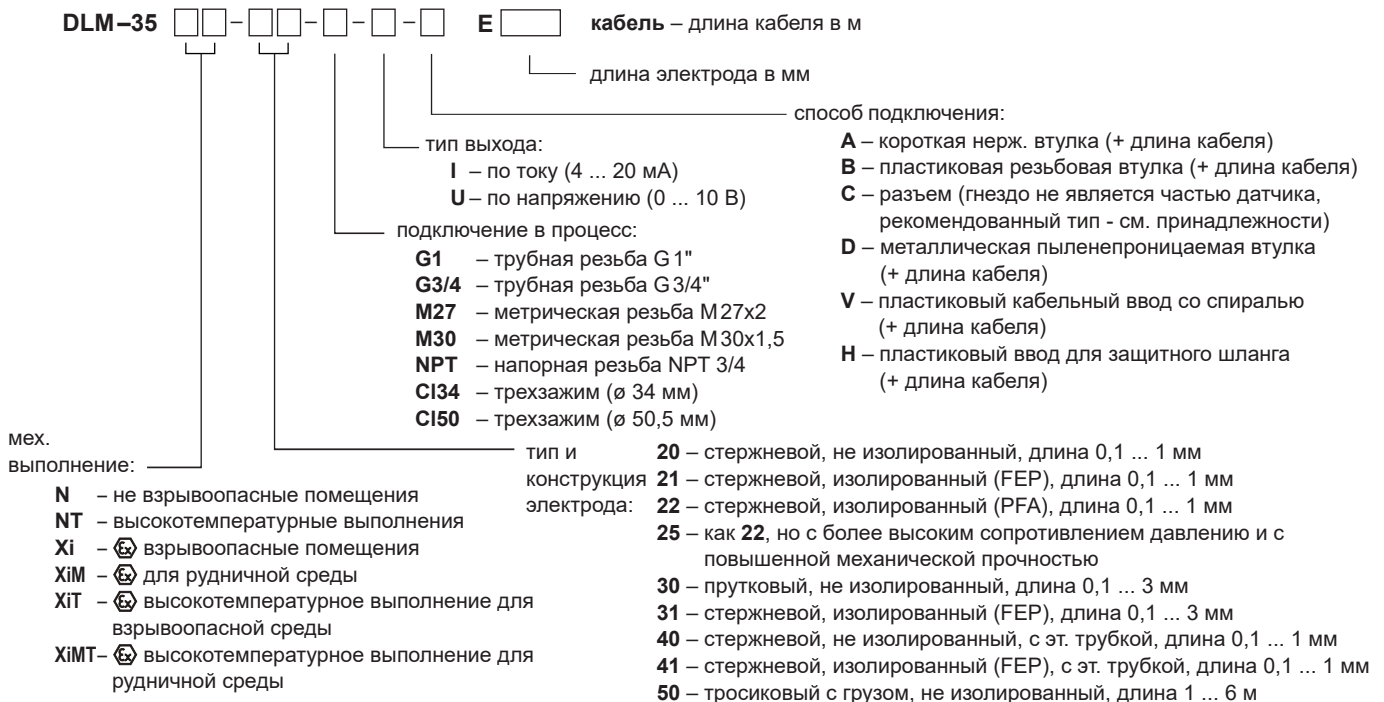 DLM–35 □□–□□–□–□–□ E □ кабель – длина кабеля в м
длина электрода в мм
способ подключения:
A – короткая нерж. втулка (+ длина кабеля)
B – пластиковая резьбовая втулка (+ длина кабеля)
C – разъем (гнездо не является частью датчика,
рекомендованный тип - см. принадлежности)
D – металлическая пыленепроницаемая втулка
(+ длина кабеля)
V – пластиковый кабельный ввод со спиралью
(+ длина кабеля)
H – пластиковый ввод для защитного шланга
(+ длина кабеля)
тип выхода:
I – по току (4 ... 20 мА)
U – по напряжению (0 ... 10 В)
подключение в процесс:
G1 – трубная резьба G 1"
G3/4 – трубная резьба G 3/4"
M27 – метрическая резьба M 27x2
M30 – метрическая резьба M 30x1,5
NPT – напорная резьба NPT 3/4
Cl34 – трехзажим (ø 34 мм)
Cl50 – трехзажим (ø 50,5 мм)
мех.
выполнение:
N – не взрывоопасные помещения
NT – высокотемпературные выполнения
Xi – Ex взрывоопасные помещения
XiM – Ex для рудничной среды
XiT – Ex высокотемпературное выполнение для
взрывоопасной среды
XiMT– Ex высокотемпературное выполнение для
рудничной среды
тип и
конструкция
электрода:
20 – стержневой, не изолированный, длина 0,1 ... 1 мм
21 – стержневой, изолированный (FEP), длина 0,1 ... 1 мм
22 – стержневой, изолированный (PFA), длина 0,1 ... 1 мм
25 – как 22, но с более высоким сопротивлением давлению и с
повышенной механической прочностью
30 – прутковый, не изолированный, длина 0,1 ... 3 мм
31 – стержневой, изолированный (FEP), длина 0,1 ... 3 мм
40 – стержневой, не изолированный, с эт. трубкой, длина 0,1 ... 1 мм
41 – стержневой, изолированный (FEP), с эт. трубкой, длина 0,1 ... 1 мм
50 – тросиковый с грузом, не изолированный, длина 1 ... 6 м